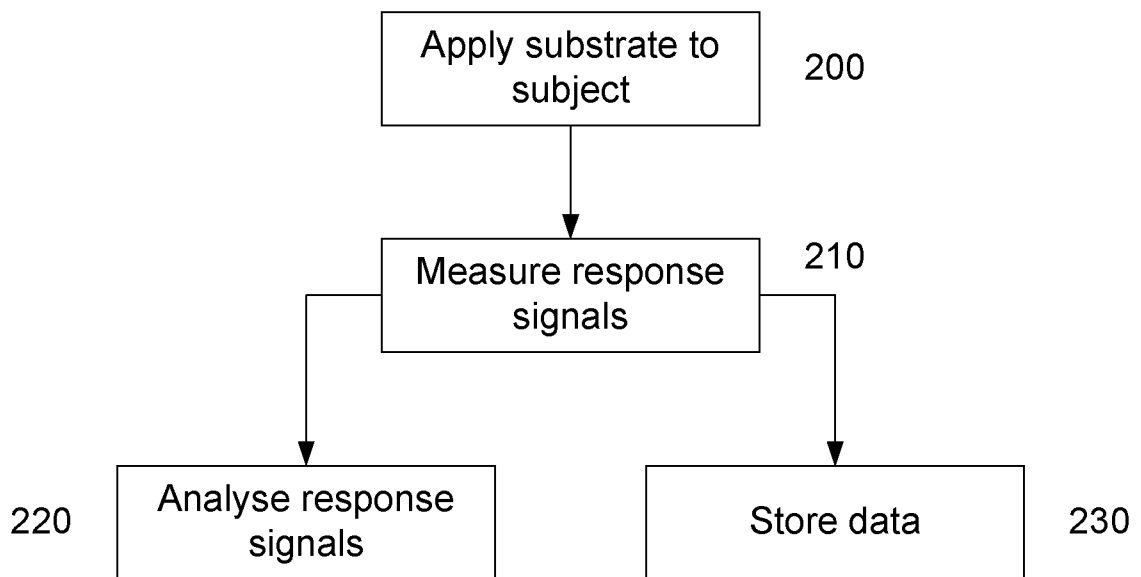 Apply substrate to
subject
200
Measure response
signals
210
220
Analyse response
signals
Store data
230